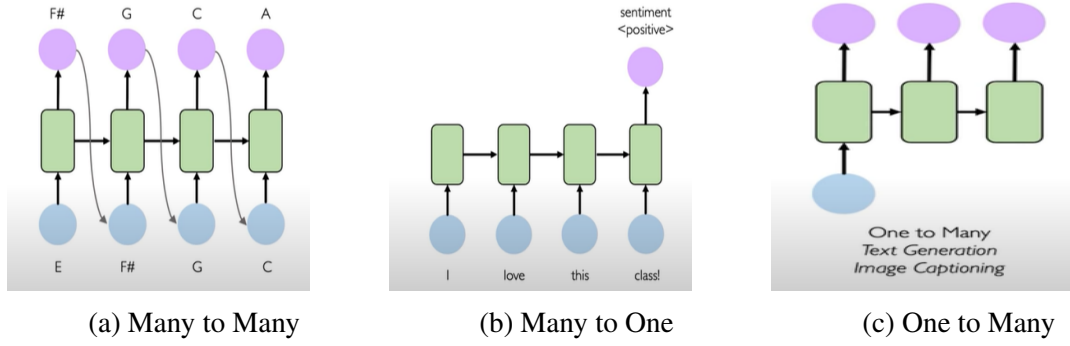 F# G C A
E F# G C
(a) Many to Many
sentiment
<positive>
I love this class!
(b) Many to One
One to Many
Text Generation
Image Captioning
(c) One to Many